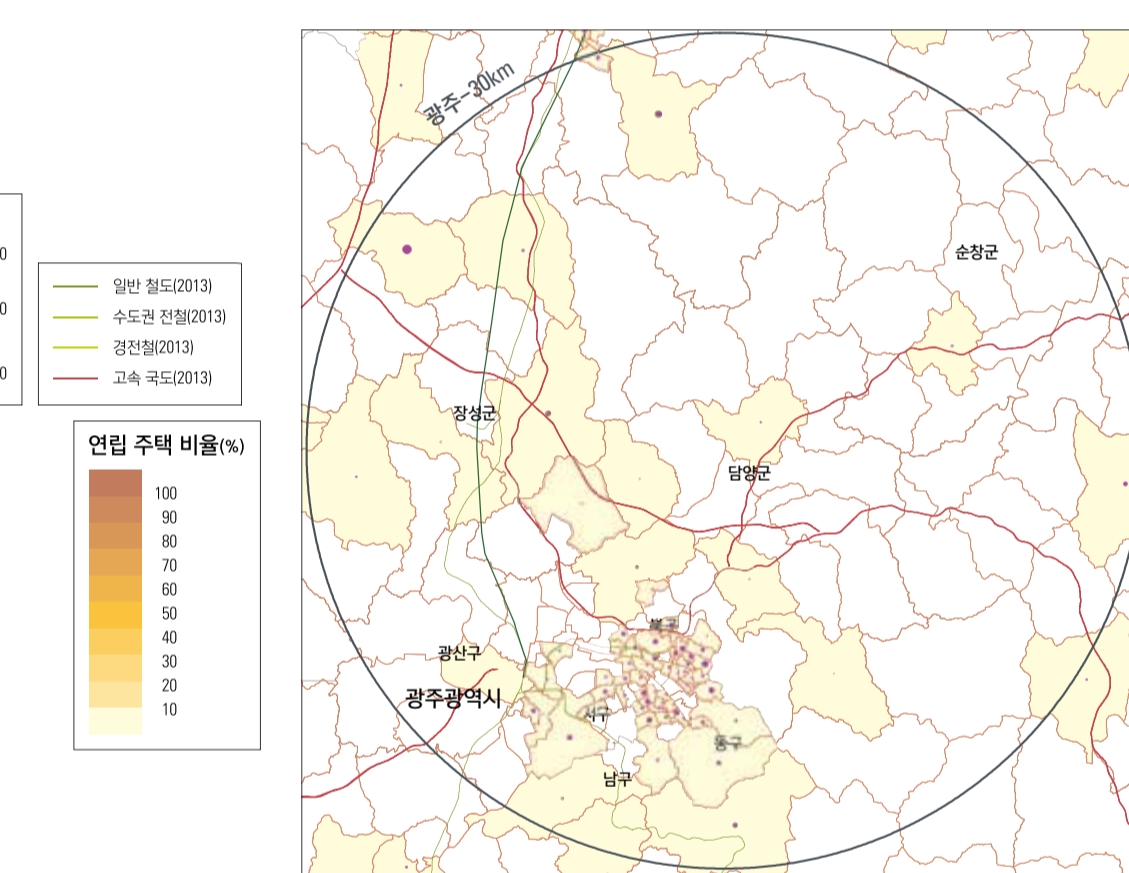 0
0
0
일반 철도(2013)
수도권 전철(2013)
경전철(2013)
고속 국도(2013)
연립 주택 비율(%)
100
90
80
70
60
50
40
30
20
10
광주-30km
순창군
장성군
담양군
북구
광산구
광주광역시
서구
동구
남구